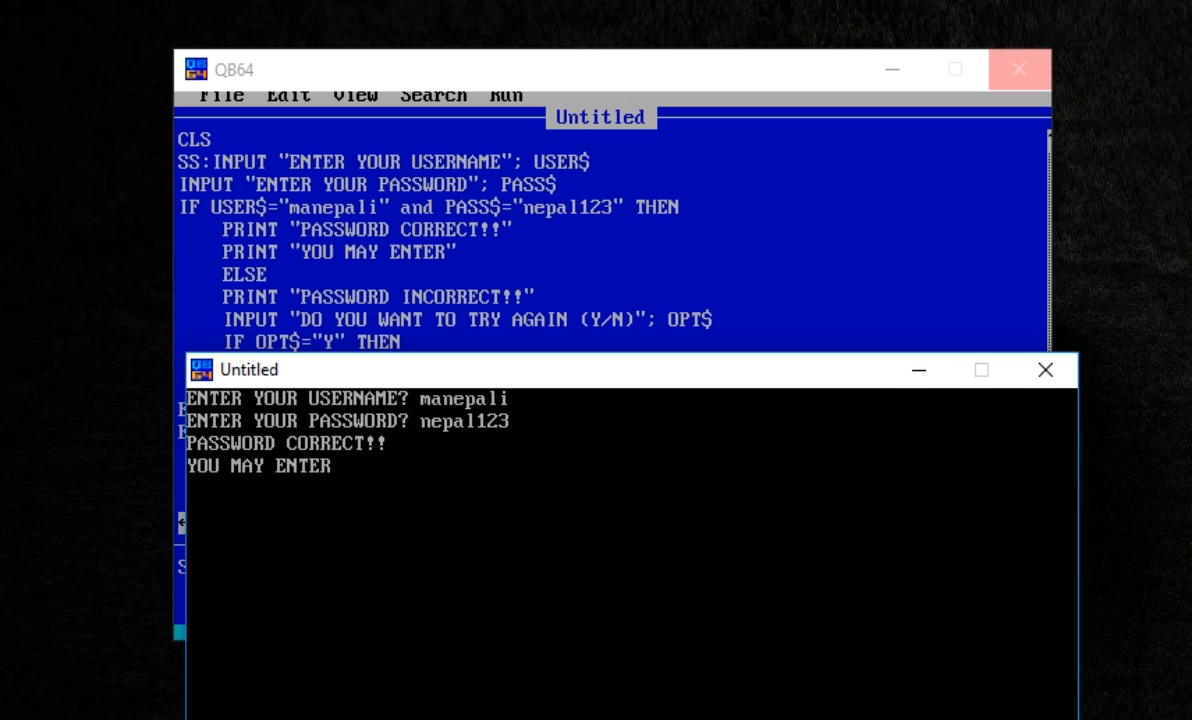 QB64
File Edit View Search Run
Untitled
CLS
SS:INPUT "ENTER YOUR USERNAME"; USER$
INPUT "ENTER YOUR PASSWORD"; PASS$
IF USER$="manepali" and PASS$="nepal123" THEN
PRINT "PASSWORD CORRECT!!"
PRINT "YOU MAY ENTER"
ELSE
PRINT "PASSWORD INCORRECT!!"
INPUT "DO YOU WANT TO TRY AGAIN (Y/N)"; OPT$
IF OPT$="Y" THEN
Untitled
ENTER YOUR USERNAME? manepali
ENTER YOUR PASSWORD? nepal123
PASSWORD CORRECT!!
YOU MAY ENTER